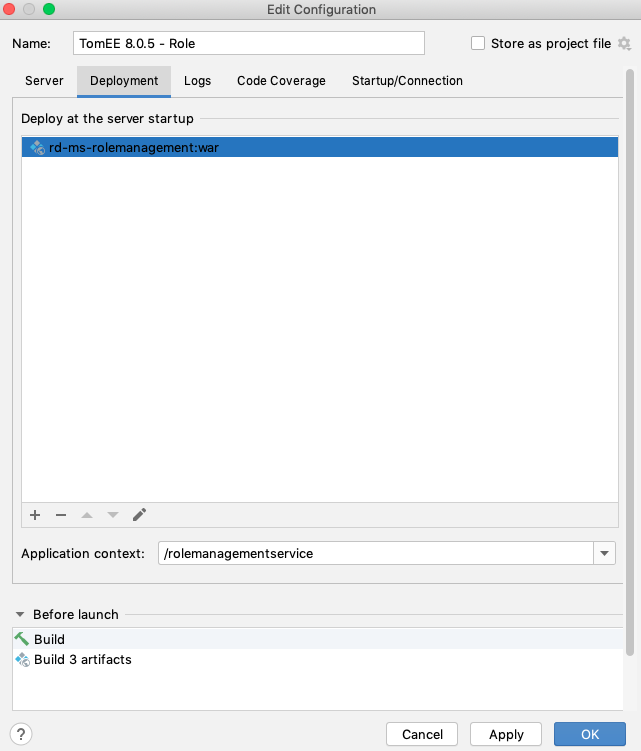 Edit Configuration
Name: TomEE 8.0.5 - Role Store as project file
Server Deployment Logs Code Coverage Startup/Connection
Deploy at the server startup
rd-ms-rolemanagement:war
Application context: /rolemanagementservice
Before launch
Build
Build 3 artifacts
? Cancel Apply OK